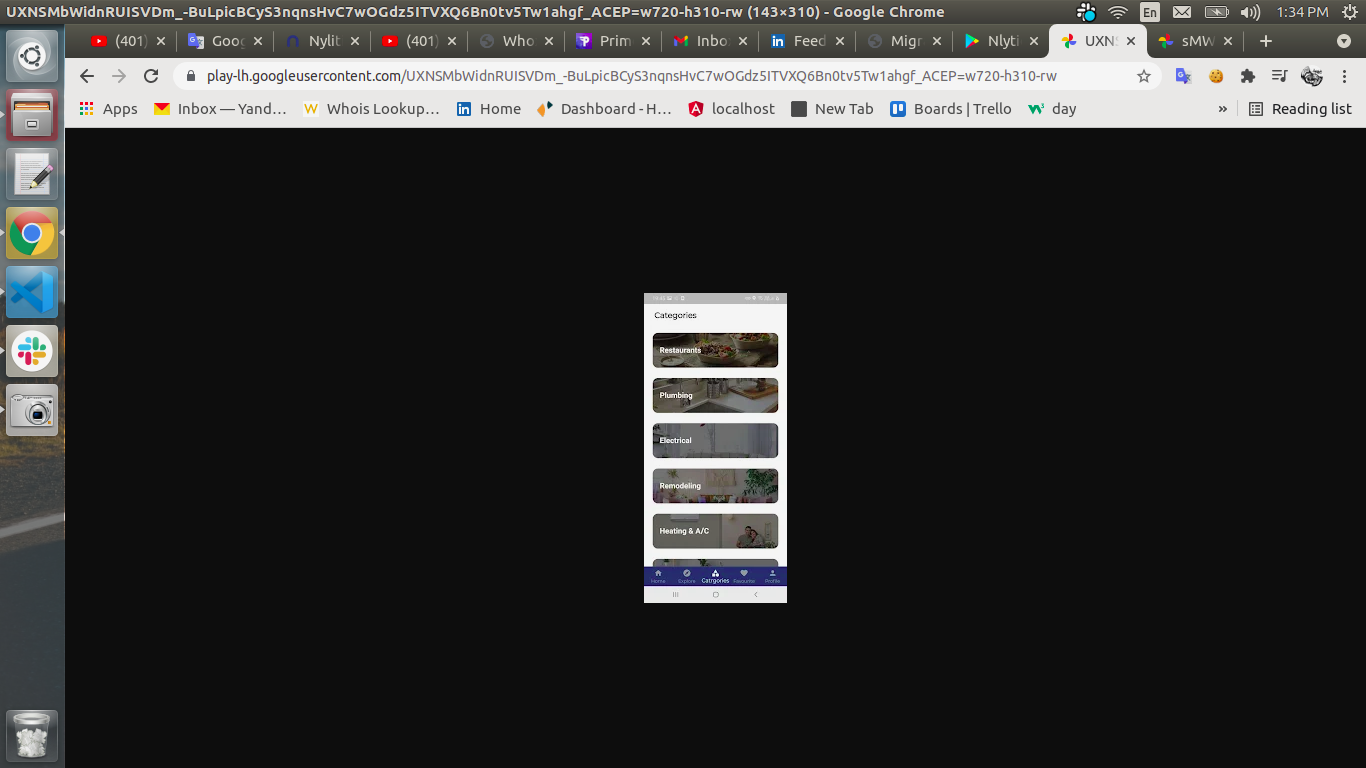 UXNSMbWidnRUISVDm_-BuLpicBCyS3nqnsHvC7wOGdz5ITVXQ6Bn0tv5Tw1ahgf_ACEP=w720-h310-rw (143×310) - Google Chrome
En
1:34 PM
(401)
Goog
Nylit
(401)
Who
Prim
Inbo
Feed
Migr
Nlyti
UXNS
sMW
play-lh.googleusercontent.com/UXNSMbWidnRUISVDm_-BuLpicBCyS3nqnsHvC7wOGdz5ITVXQ6Bn0tv5Tw1ahgf_ACEP=w720-h310-rw
Apps
Inbox — Yand...
Whois Lookup...
Home
Dashboard - H...
localhost
New Tab
Boards | Trello
day
»
Reading list
Categories
Restaurants
Plumbing
Electrical
Remodeling
Heating & A/C
Home
Explore
Catrgories
Favourite
Profile